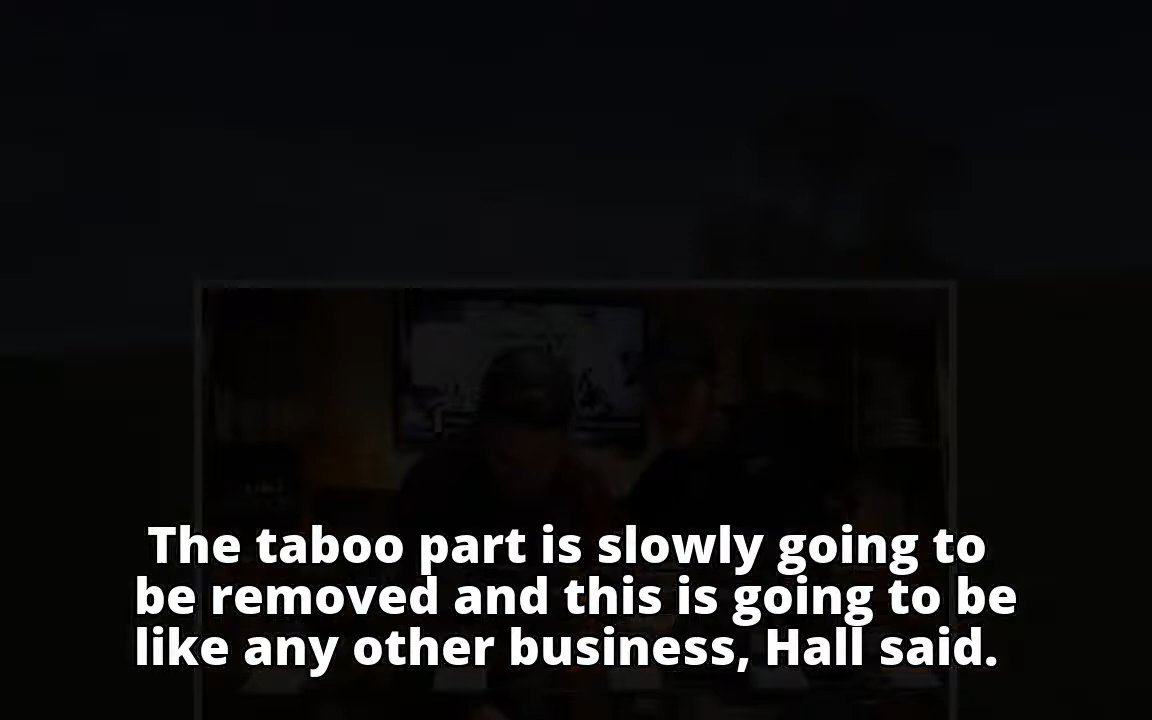 The taboo part is slowly going to
be removed and this is going to be
like any other business, Hall said.